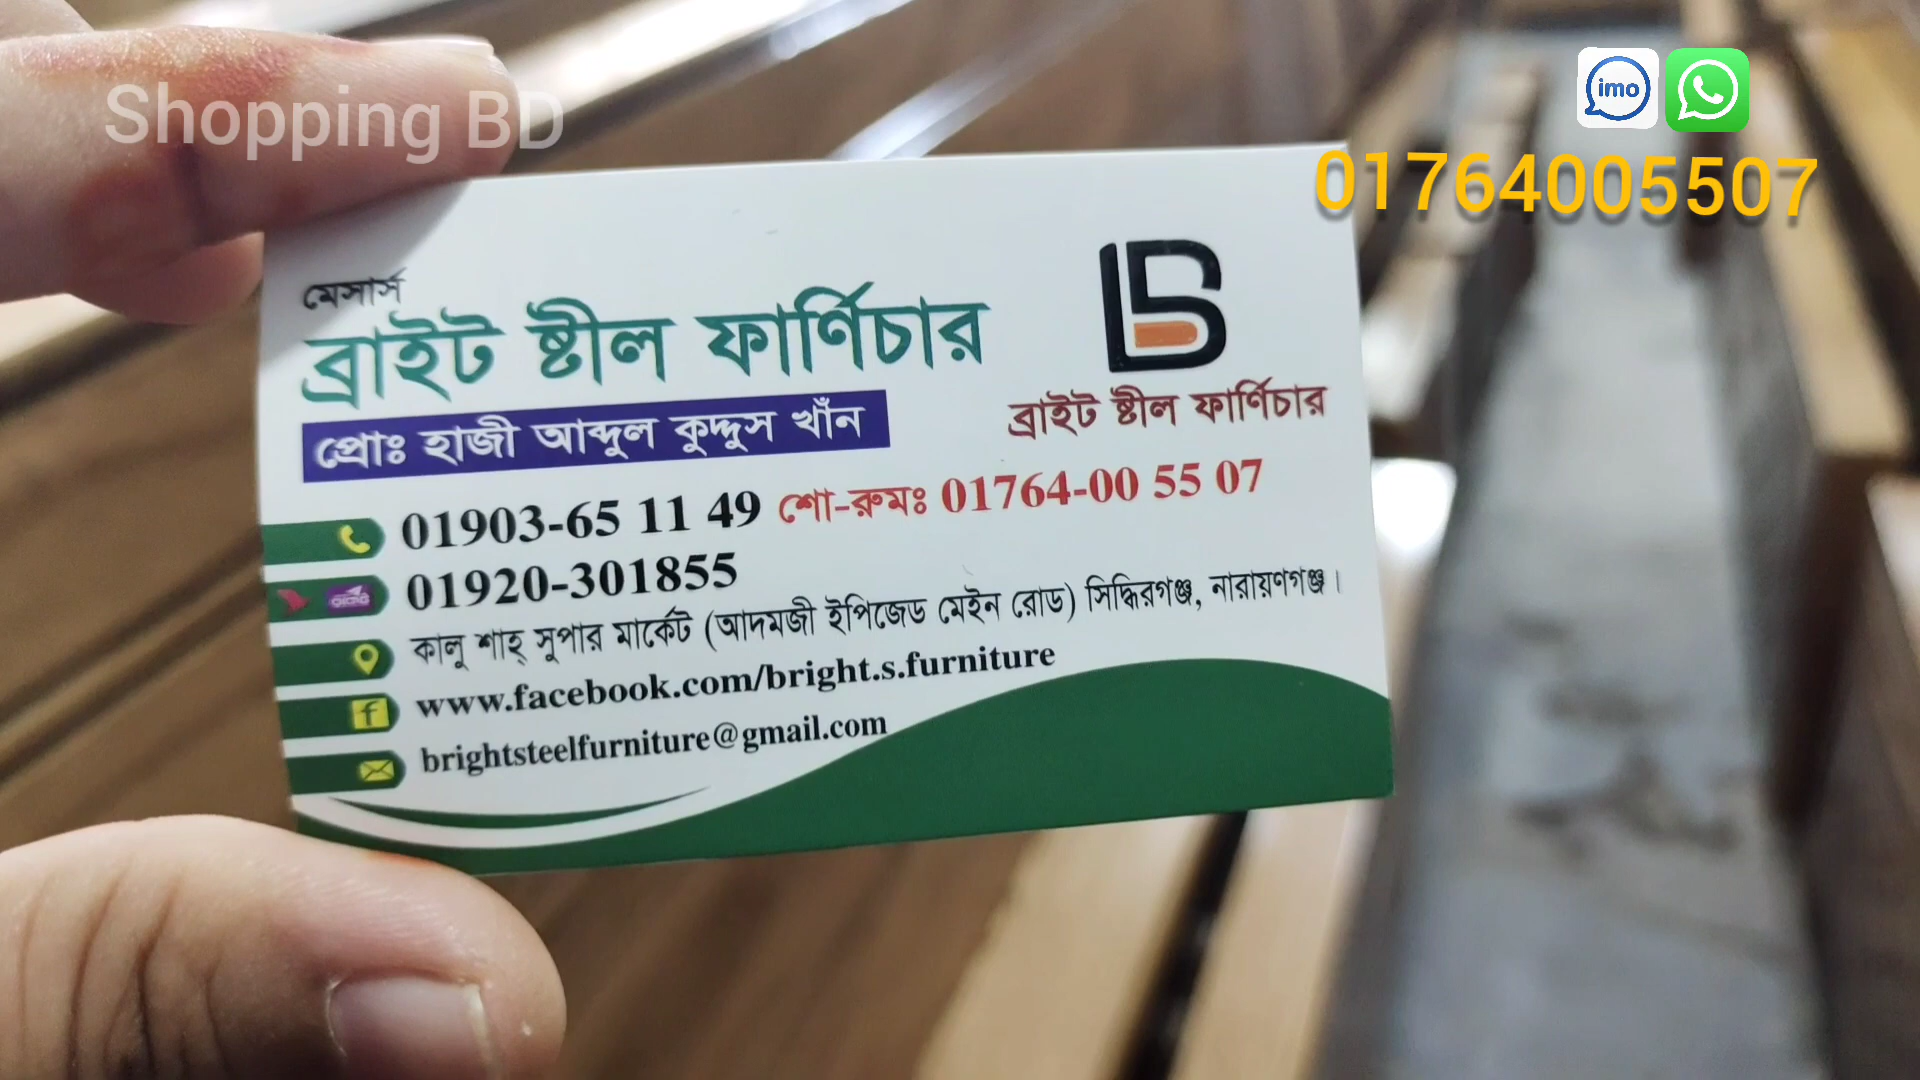 Shopping BD
imo
01764005507
মেসার্স
ব্রাইট ষ্টীল ফার্ণিচার
প্রোঃ হাজী আব্দুল কুদ্দুস খাঁন
ব্রাইট ষ্টীল ফার্ণিচার
01903-65 11 49 শো-রুমঃ 01764-00 55 07
01920-301855
কালু শাহ্ সুপার মার্কেট (আদমজী ইপিজেড মেইন রোড) সিদ্ধিরগঞ্জ, নারায়ণগঞ্জ।
www.facebook.com/bright.s.furniture
brightsteelfurniture@gmail.com